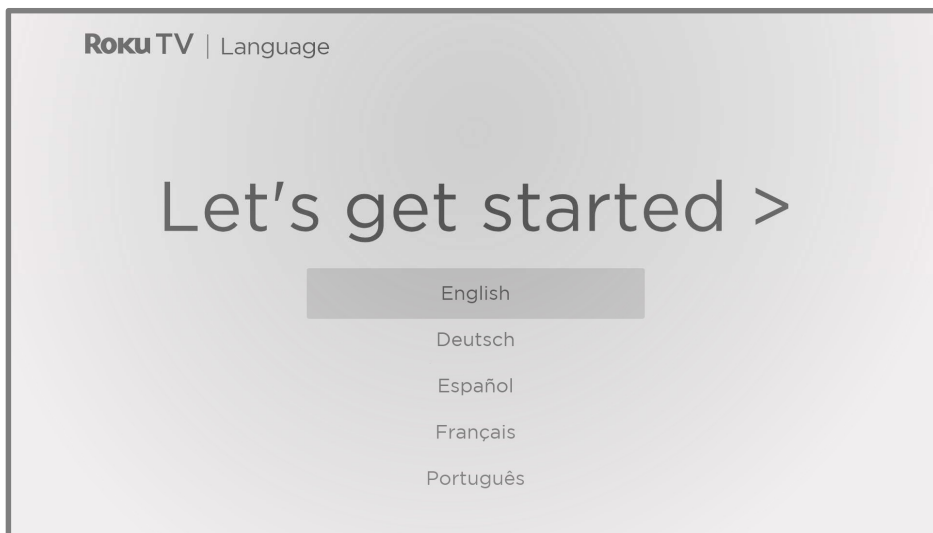 Roku TV | Language
Let's get started >
English
Deutsch
Español
Français
Português